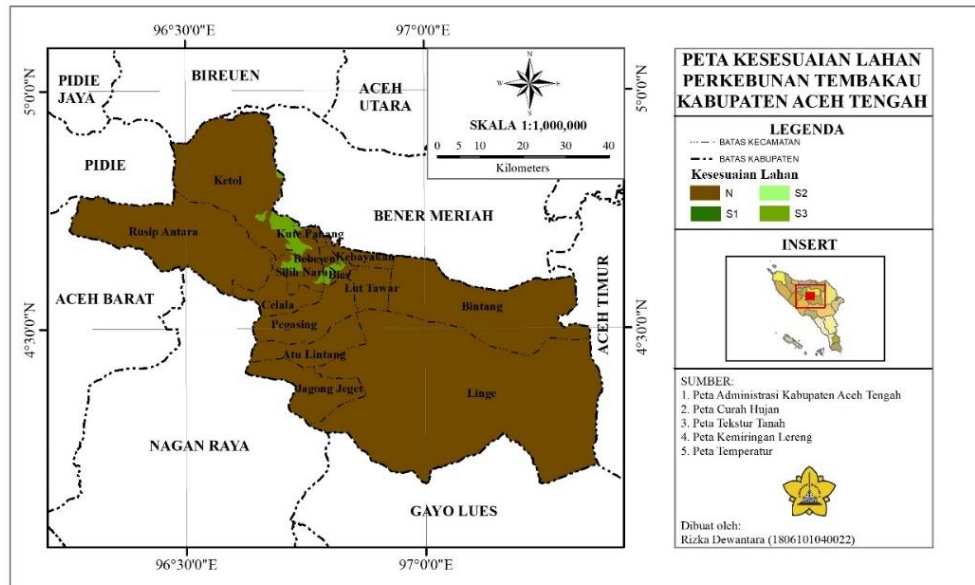 96°30'0"E
97°0'0"E
5°0'0"N
4°30'0"N
PIDIE
JAYA
BIREUEN
ACEH
UTARA
PIDIE
BENER MERIAH
ACEH BARAT
ACEH TIMUR
NAGAN RAYA
GAYO LUES
Ketol
Rusip Antara
Kute Panang
Bebesen
Kebayakan
Silih Nara
Bies
Lut Tawar
Bintang
Celala
Pegasing
Atu Lintang
Jagong Jeget
Linge
N
W
E
S
SKALA 1:1,000,000
0 5 10 20 30 40
Kilometers
5°0'0"N
4°30'0"N
96°30'0"E
97°0'0"E
PETA KESESUAIAN LAHAN
PERKEBUNAN TEMBAKAU
KABUPATEN ACEH TENGAH
LEGENDA
BATAS KECAMATAN
BATAS KABUPATEN
Kesesuaian Lahan
N
S2
S1
S3
INSERT
SUMBER:
1. Peta Administrasi Kabupaten Aceh Tengah
2. Peta Curah Hujan
3. Peta Tekstur Tanah
4. Peta Kemiringan Lereng
5. Peta Temperatur
Dibuat oleh:
Rizka Dewantara (1806101040022)